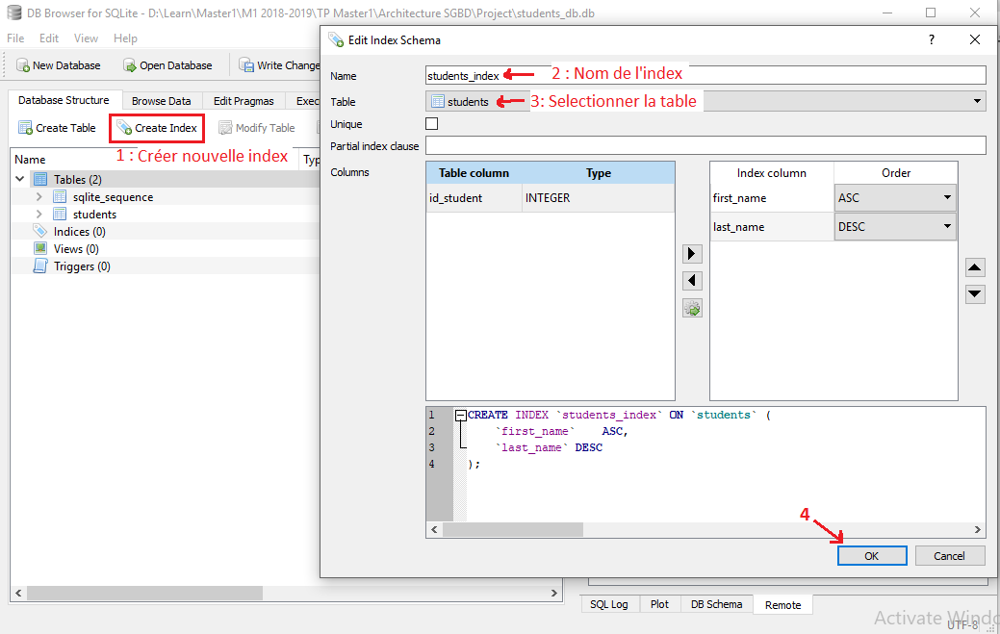 DB Browser for SQLite - D:\Learn\Master1\M1 2018-2019\TP Master1\Architecture SGBD\Project\students_db.db
File Edit View Help
New Database Open Database Write Change
Database Structure Browse Data Edit Pragmas Exec
Create Table Create Index Modify Table
1 : Créer nouvelle index
Name Typ
Tables (2)
sqlite_sequence
students
Indices (0)
Views (0)
Triggers (0)
Edit Index Schema
?
Name students_index 2 : Nom de l'index
Table students 3: Selectionner la table
Unique
Partial index clause
Columns
Table column Type
id_student INTEGER
Index column Order
first_name ASC
last_name DESC
1 CREATE INDEX `students_index` ON `students` (
2 `first_name` ASC,
3 `last_name` DESC
4 );
4
OK Cancel
SQL Log Plot DB Schema Remote
Activate Windo
UTF-8